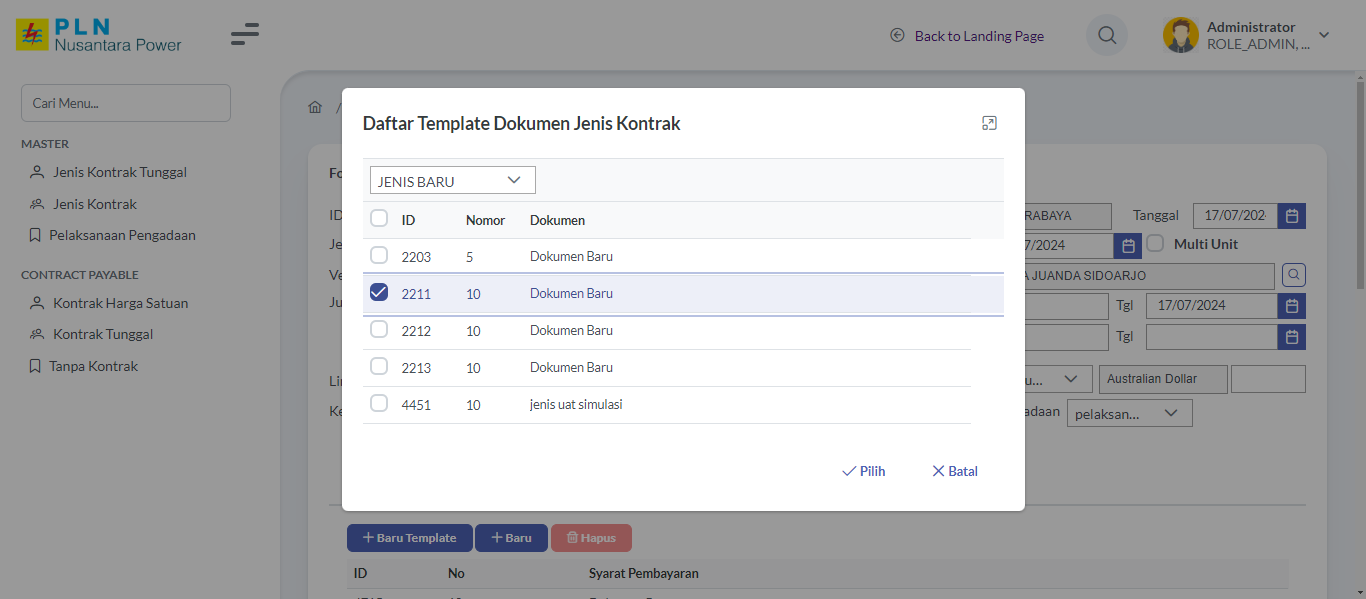 PLN
Nusantara Power
Back to Landing Page
Administrator
ROLE_ADMIN, ...
Cari Menu...
MASTER
Jenis Kontrak Tunggal
Jenis Kontrak
Pelaksanaan Pengadaan
CONTRACT PAYABLE
Kontrak Harga Satuan
Kontrak Tunggal
Tanpa Kontrak
/
Daftar Template Dokumen Jenis Kontrak
JENIS BARU
ID Nomor Dokumen
2203 5 Dokumen Baru
2211 10 Dokumen Baru
2212 10 Dokumen Baru
2213 10 Dokumen Baru
4451 10 jenis uat simulasi
Pilih Batal
Fo
ID RABAYA Tanggal 17/07/202
Je 7/2024 Multi Unit
Ve A JUANDA SIDOARJO
Ju Tgl 17/07/2024
Tgl
Li u... Australian Dollar
Ke adaan pelaksan...
Baru Template Baru Hapus
ID No Syarat Pembayaran